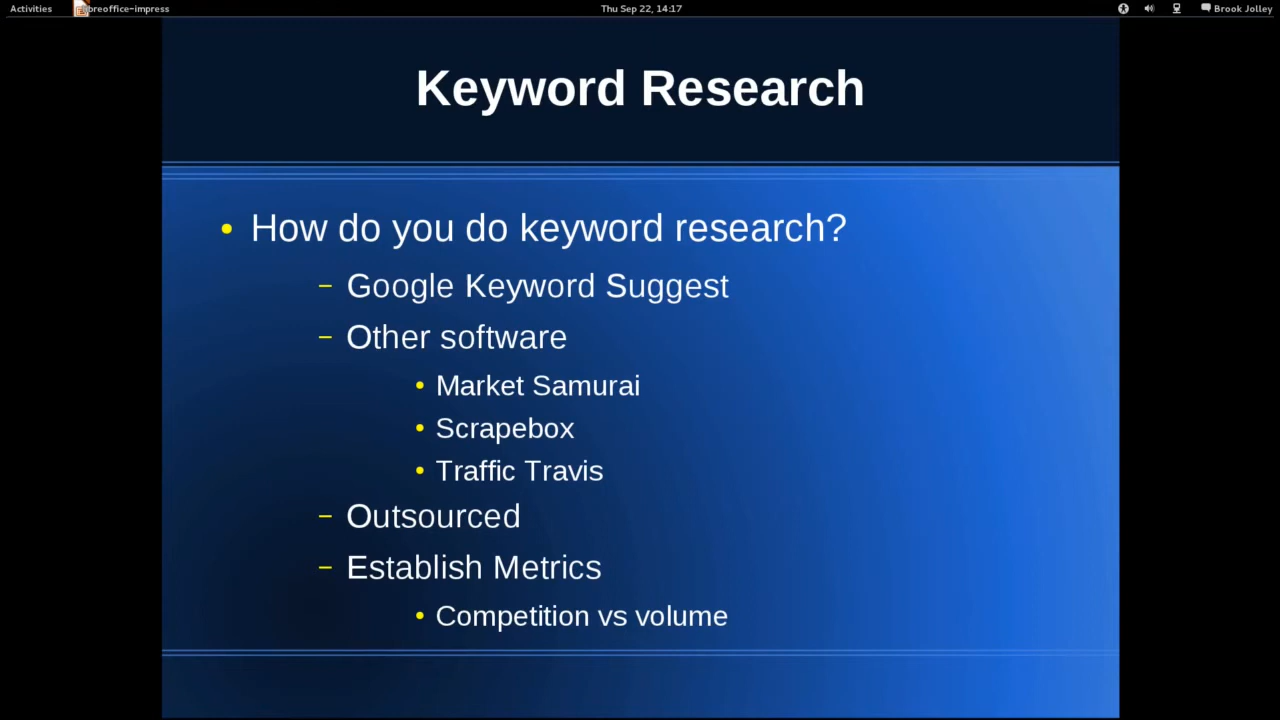 Activities
breoffice-impress
Thu Sep 22, 14:17
Brook Jolley
Keyword Research
• How do you do keyword research?
– Google Keyword Suggest
– Other software
• Market Samurai
• Scrapebox
• Traffic Travis
– Outsourced
– Establish Metrics
• Competition vs volume